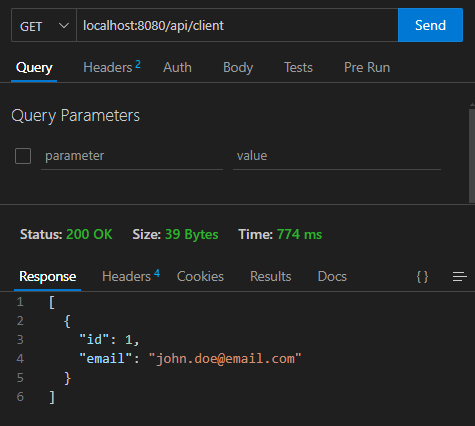 GET localhost:8080/api/client Send
Query Headers 2 Auth Body Tests Pre Run
Query Parameters
parameter value
Status: 200 OK Size: 39 Bytes Time: 774 ms
Response Headers 4 Cookies Results Docs { }
1 [
2 {
3 "id": 1,
4 "email": "john.doe@email.com"
5 }
6 ]